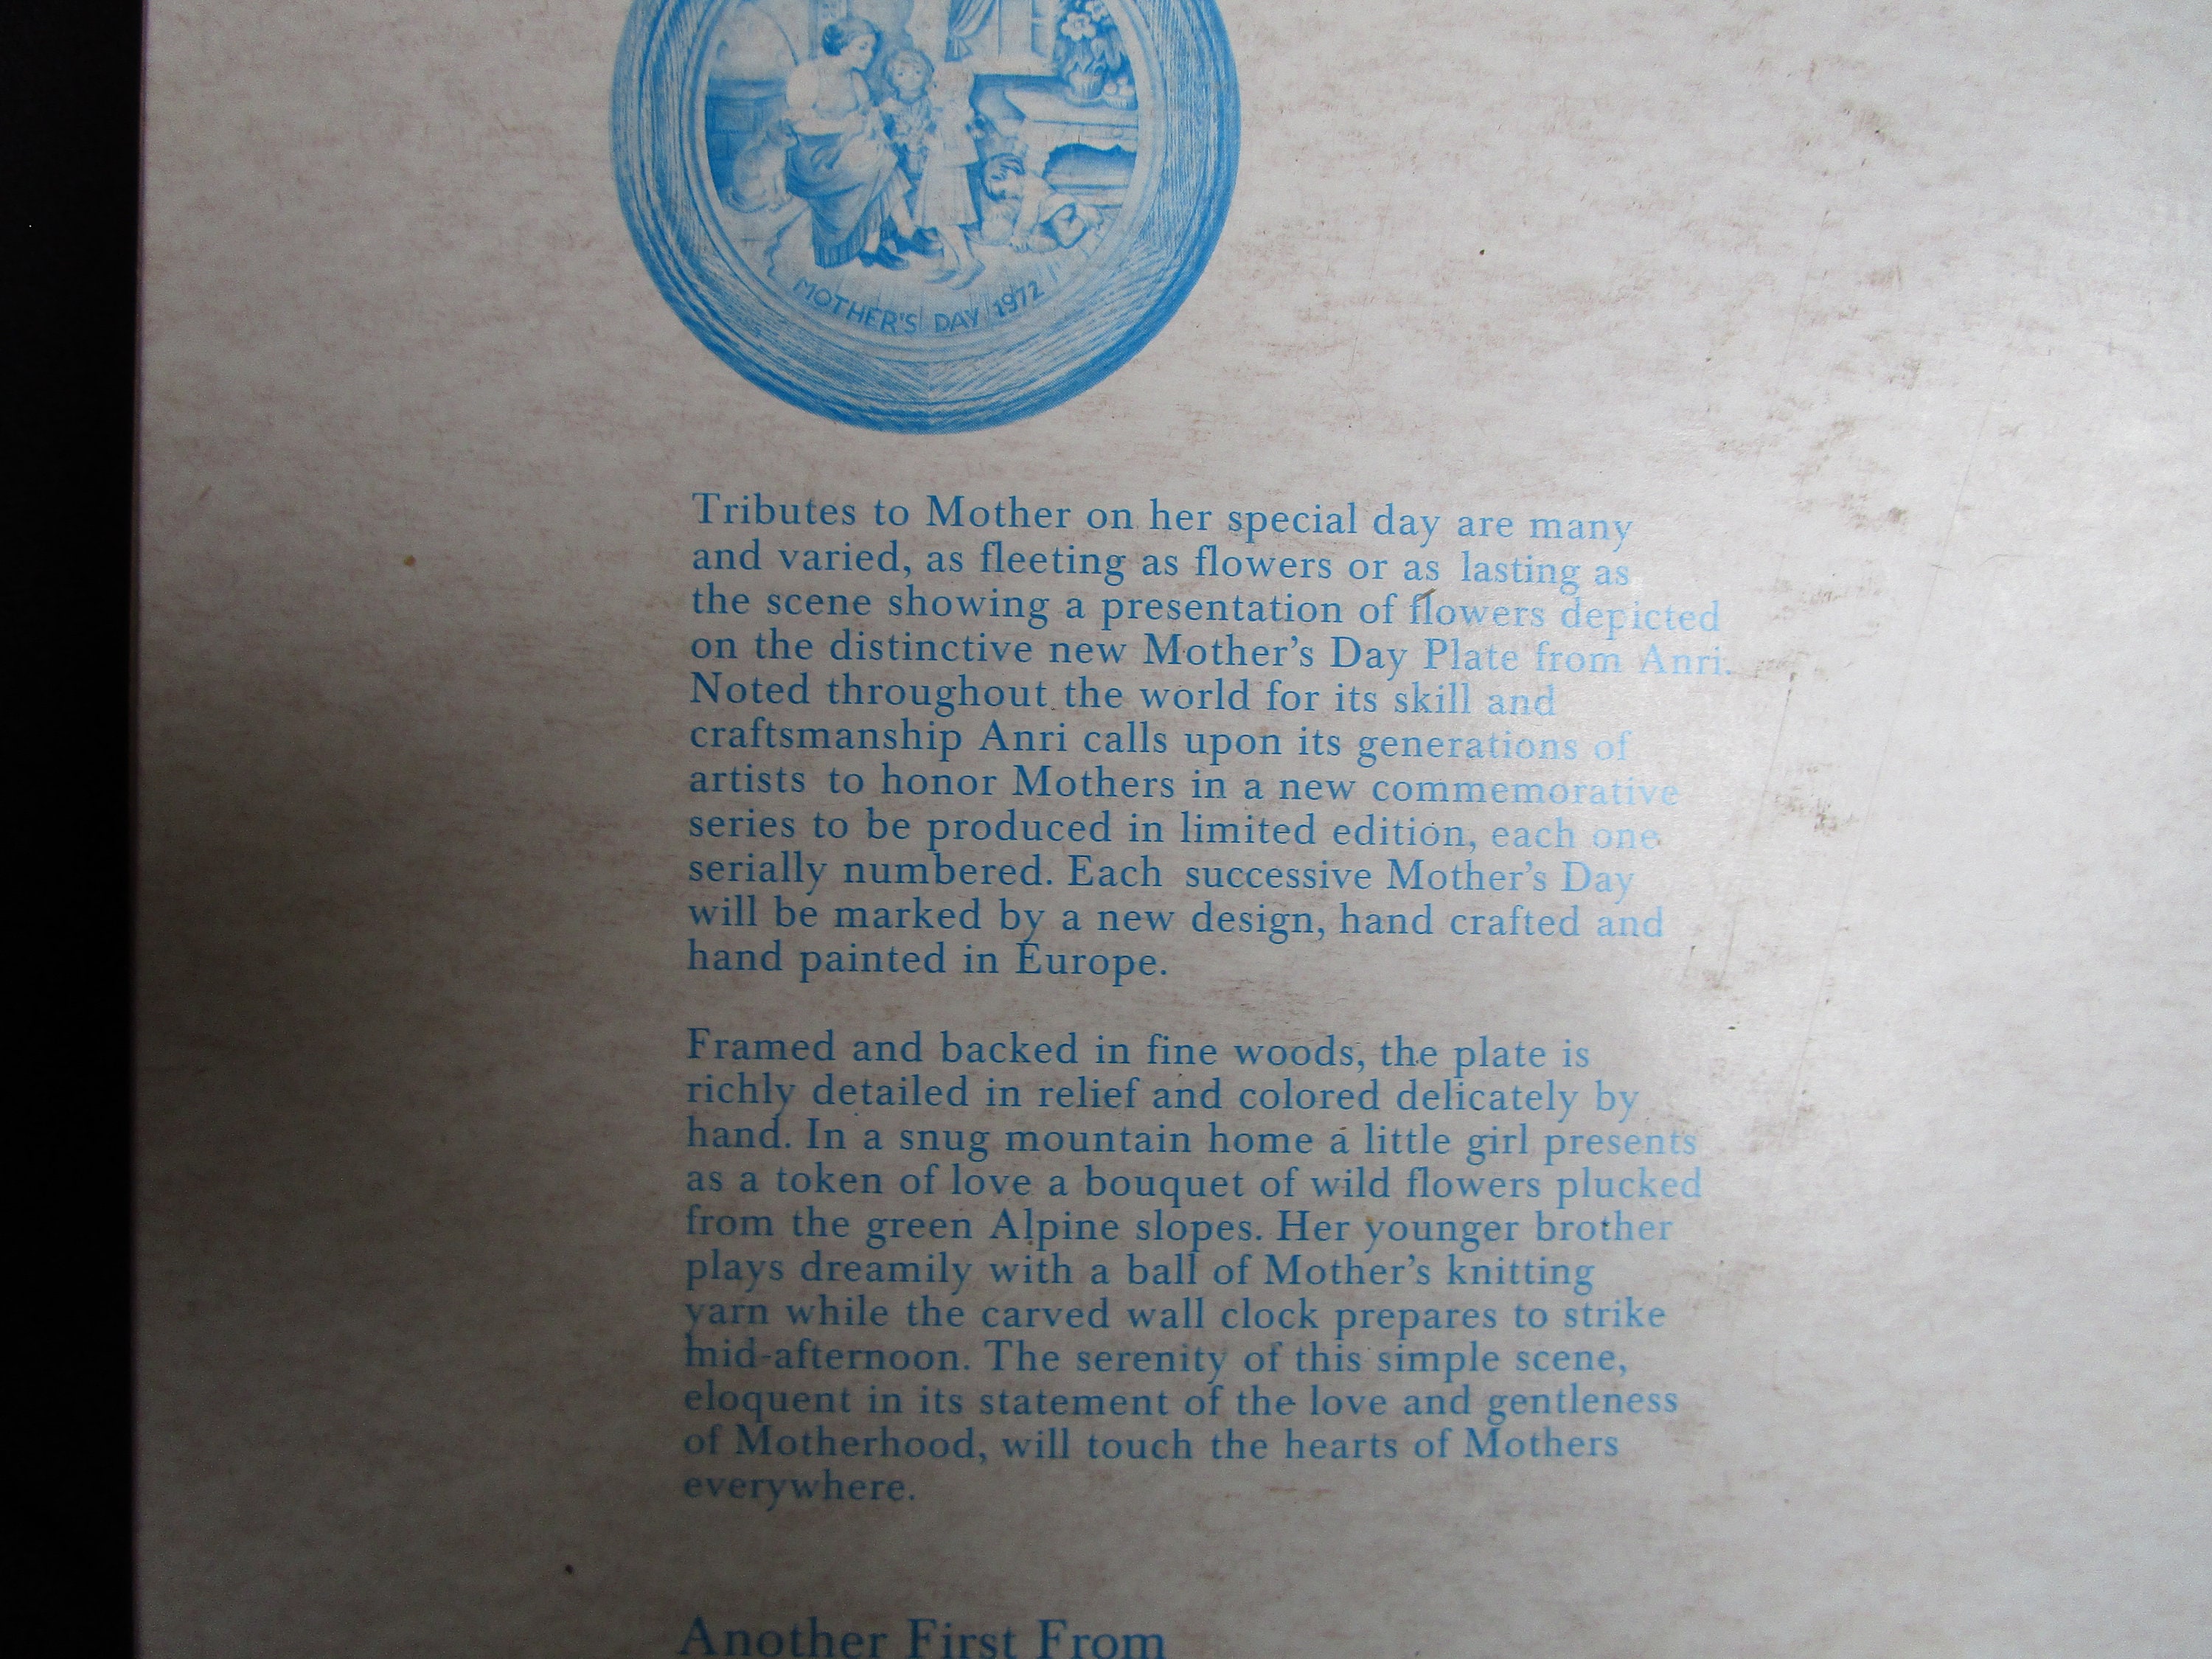 MOTHER'S DAY 1972
Tributes to Mother on her special day are many
and varied, as fleeting as flowers or as lasting as
the scene showing a presentation of flowers depicted
on the distinctive new Mother's Day Plate from Anri.
Noted throughout the world for its skill and
craftsmanship Anri calls upon its generations of
artists to honor Mothers in a new commemorative
series to be produced in limited edition, each one
serially numbered. Each successive Mother's Day
will be marked by a new design, hand crafted and
hand painted in Europe.
Framed and backed in fine woods, the plate is
richly detailed in relief and colored delicately by
hand. In a snug mountain home a little girl presents
as a token of love a bouquet of wild flowers plucked
from the green Alpine slopes. Her younger brother
plays dreamily with a ball of Mother's knitting
yarn while the carved wall clock prepares to strike
mid-afternoon. The serenity of this simple scene,
eloquent in its statement of the love and gentleness
of Motherhood, will touch the hearts of Mothers
everywhere.
Another First From